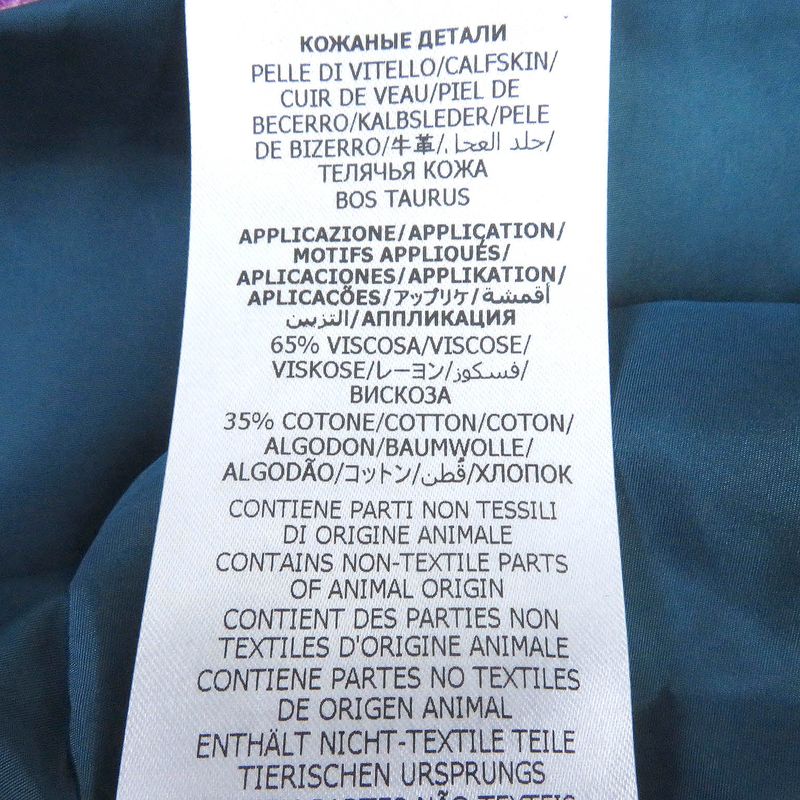 КОЖАНЫЕ ДЕТАЛИ
PELLE DI VITELLO/CALFSKIN/
CUIR DE VEAU/PIEL DE
BECERRO/KALBSLEDER/PELE
DE BIZERRO/牛革/جلد العجل/
ТЕЛЯЧЬЯ КОЖА
BOS TAURUS
APPLICAZIONE/APPLICATION/
MOTIFS APPLIQUÉS/
APLICACIONES/APPLIKATION/
APLICACÕES/アップリケ/أقمشة
التزيين/АППЛИКАЦИЯ
65% VISCOSA/VISCOSE/
VISKOSE/レーヨン/فسكوز/
ВИСКОЗА
35% COTONE/COTTON/COTON/
ALGODON/BAUMWOLLE/
ALGODÃO/コットン/قُطن/ХЛОПОК
CONTIENE PARTI NON TESSILI
DI ORIGINE ANIMALE
CONTAINS NON-TEXTILE PARTS
OF ANIMAL ORIGIN
CONTIENT DES PARTIES NON
TEXTILES D'ORIGINE ANIMALE
CONTIENE PARTES NO TEXTILES
DE ORIGEN ANIMAL
ENTHÄLT NICHT-TEXTILE TEILE
TIERISCHEN URSPRUNGS
PARTES NÃO TEXTEIS